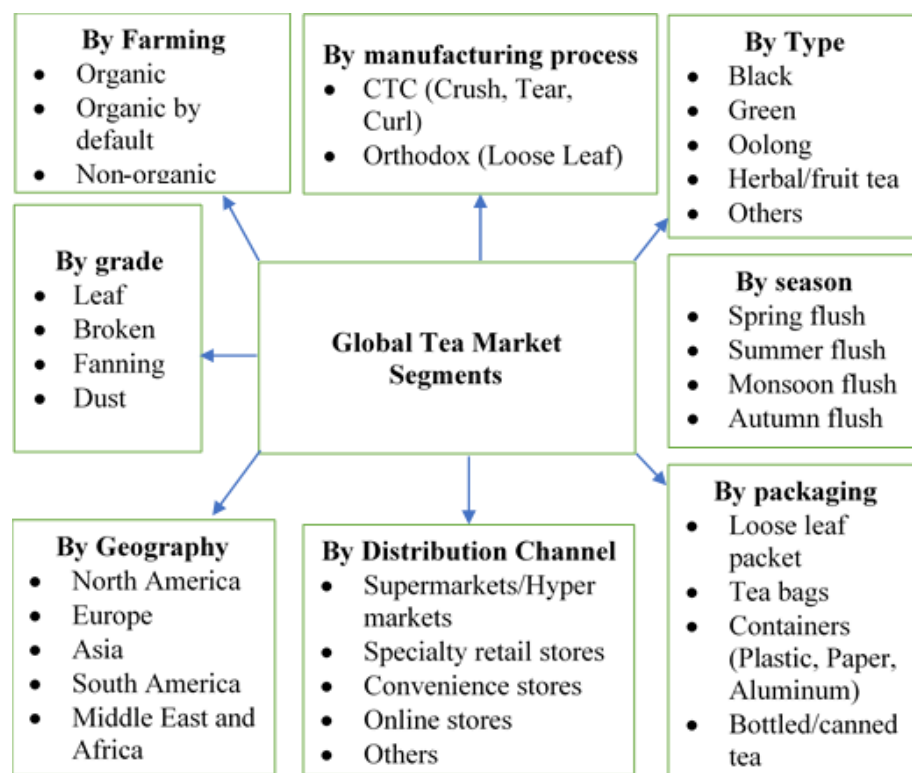 By Farming
• Organic
• Organic by
default
• Non-organic
By manufacturing process
• CTC (Crush, Tear,
Curl)
• Orthodox (Loose Leaf)
By Type
• Black
• Green
• Oolong
• Herbal/fruit tea
• Others
By grade
• Leaf
• Broken
• Fanning
• Dust
Global Tea Market
Segments
By season
• Spring flush
• Summer flush
• Monsoon flush
• Autumn flush
By Geography
• North America
• Europe
• Asia
• South America
• Middle East and
Africa
By Distribution Channel
• Supermarkets/Hyper
markets
• Specialty retail stores
• Convenience stores
• Online stores
• Others
By packaging
• Loose leaf
packet
• Tea bags
• Containers
(Plastic, Paper,
Aluminum)
• Bottled/canned
tea